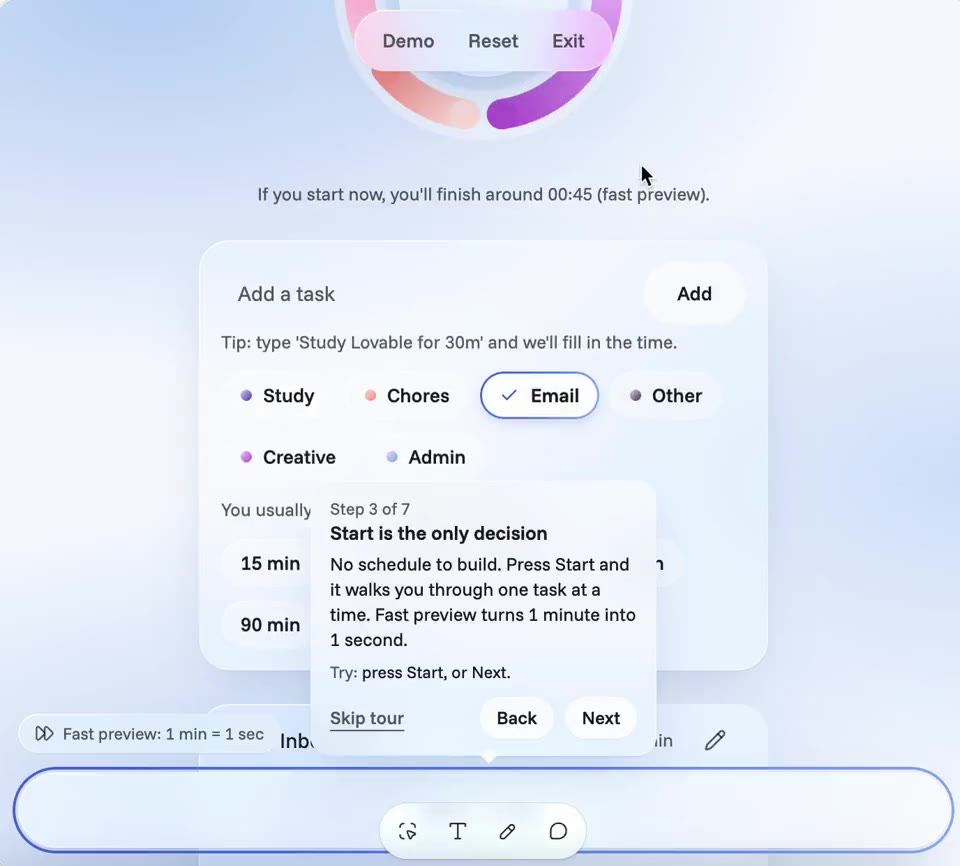 Demo Reset Exit
If you start now, you'll finish around 00:45 (fast preview).
Add a task
Add
Tip: type 'Study Lovable for 30m' and we'll fill in the time.
Study Chores Email Other
Creative Admin
You usually
15 min
90 min
Step 3 of 7
Start is the only decision
No schedule to build. Press Start and
it walks you through one task at a
time. Fast preview turns 1 minute into
1 second.
Try: press Start, or Next.
Skip tour Back Next
Fast preview: 1 min = 1 sec